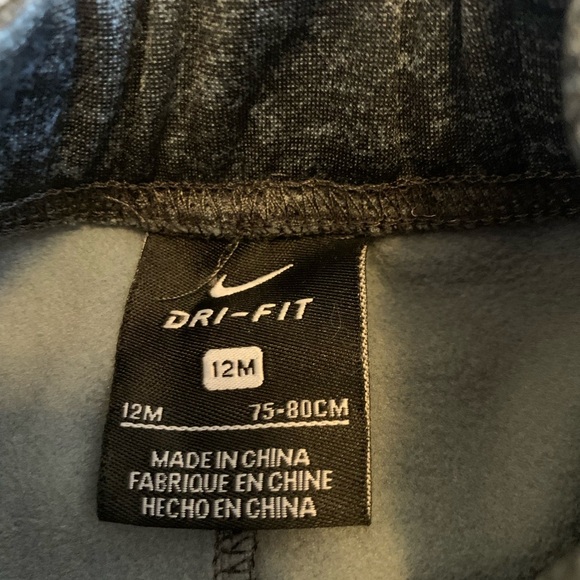 DRI-FIT
12M
12M 75-80CM
MADE IN CHINA
FABRIQUE EN CHINE
HECHO EN CHINA